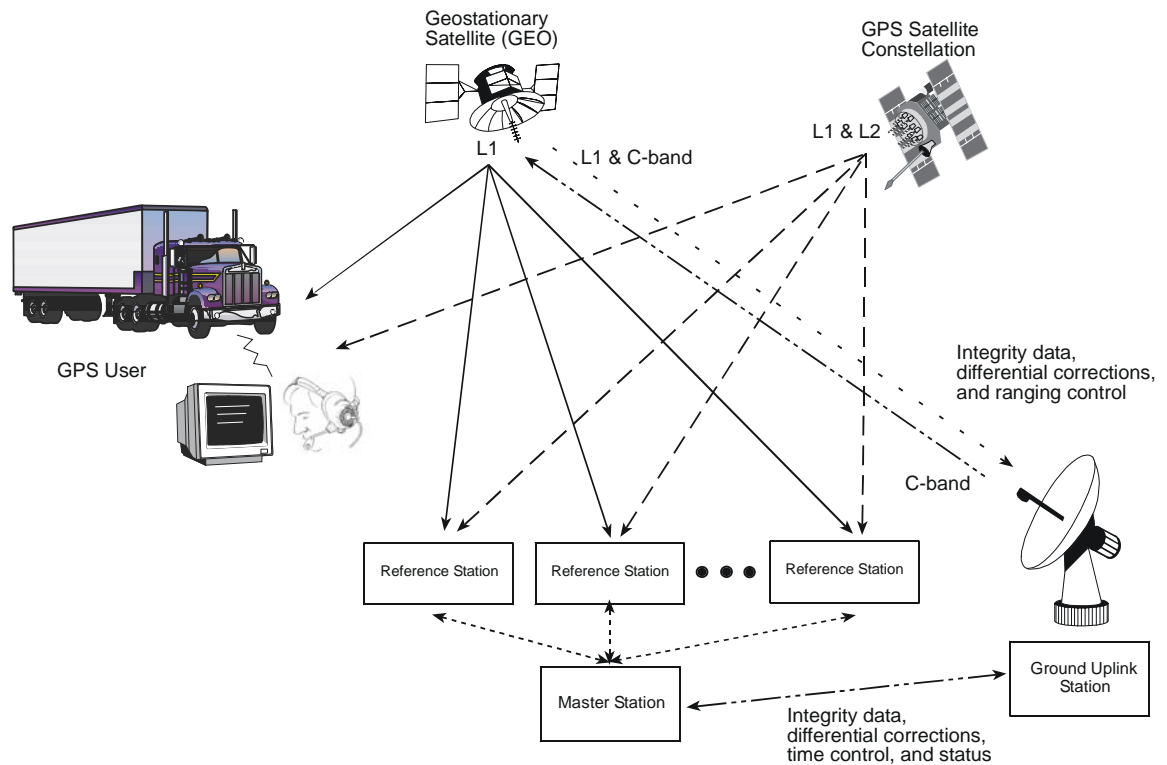 Geostationary
Satellite (GEO)
GPS Satellite
Constellation
L1 & L2
L1
L1 & C-band
GPS User
Integrity data,
differential corrections,
and ranging control
C-band
Reference Station
Reference Station
Reference Station
Master Station
Ground Uplink
Station
Integrity data,
differential corrections,
time control, and status